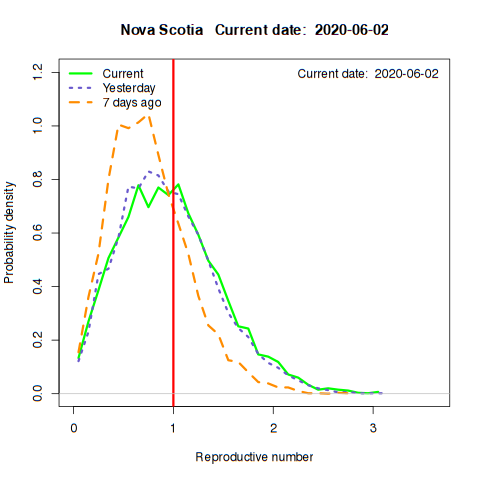 Nova Scotia Current date: 2020-06-02
Current date: 2020-06-02
Current
Yesterday
7 days ago
Probability density
1.2
1.0
0.8
0.6
0.4
0.2
0.0
0 1 2 3
Reproductive number